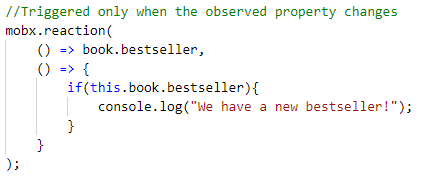 //Triggered only when the observed property changes
mobx.reaction(
    () => book.bestseller,
    () => {
        if(this.book.bestseller){
            console.log("We have a new bestseller!");
        }
    }
);